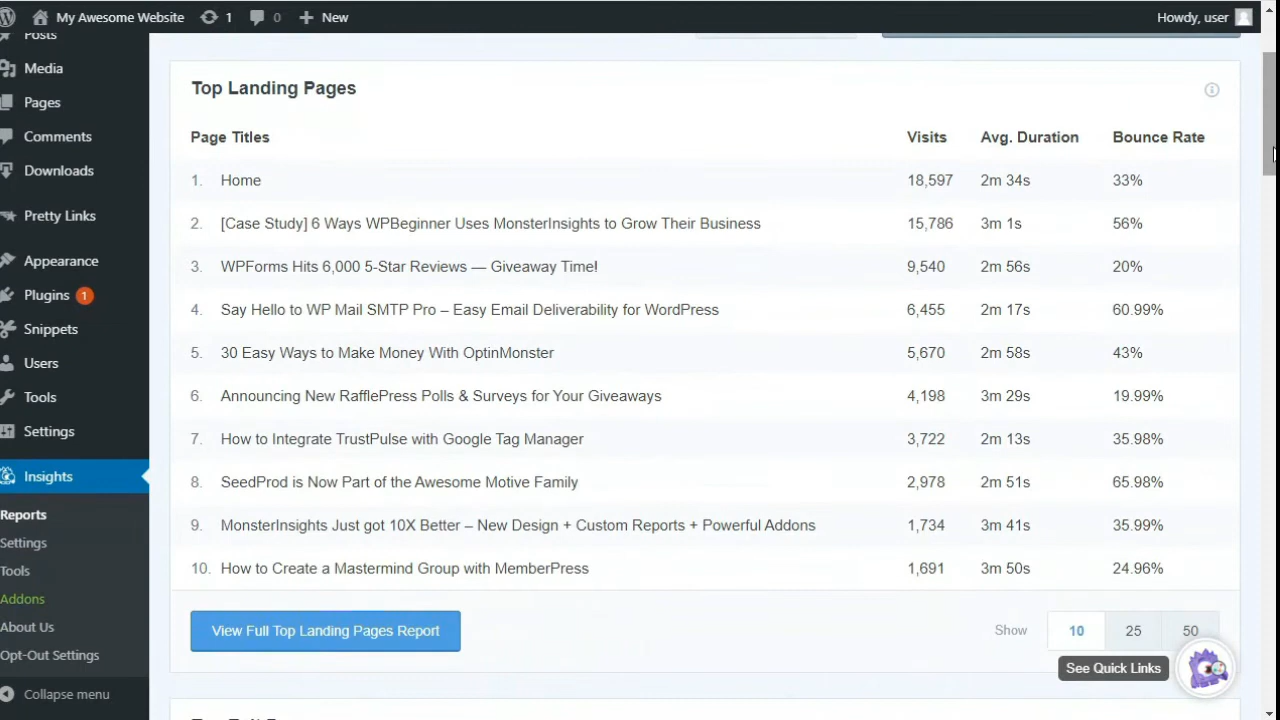 My Awesome Website 1 0 New Howdy, user
Posts
Media
Pages
Comments
Downloads
Pretty Links
Appearance
Plugins 1
Snippets
Users
Tools
Settings
Insights
Reports
Settings
Tools
Addons
About Us
Opt-Out Settings
Collapse menu
Top Landing Pages
Page Titles Visits Avg. Duration Bounce Rate
1. Home 18,597 2m 34s 33%
2. [Case Study] 6 Ways WPBeginner Uses MonsterInsights to Grow Their Business 15,786 3m 1s 56%
3. WPForms Hits 6,000 5-Star Reviews — Giveaway Time! 9,540 2m 56s 20%
4. Say Hello to WP Mail SMTP Pro – Easy Email Deliverability for WordPress 6,455 2m 17s 60.99%
5. 30 Easy Ways to Make Money With OptinMonster 5,670 2m 58s 43%
6. Announcing New RafflePress Polls & Surveys for Your Giveaways 4,198 3m 29s 19.99%
7. How to Integrate TrustPulse with Google Tag Manager 3,722 2m 13s 35.98%
8. SeedProd is Now Part of the Awesome Motive Family 2,978 2m 51s 65.98%
9. MonsterInsights Just got 10X Better – New Design + Custom Reports + Powerful Addons 1,734 3m 41s 35.99%
10. How to Create a Mastermind Group with MemberPress 1,691 3m 50s 24.96%
View Full Top Landing Pages Report Show 10 25 50
See Quick Links